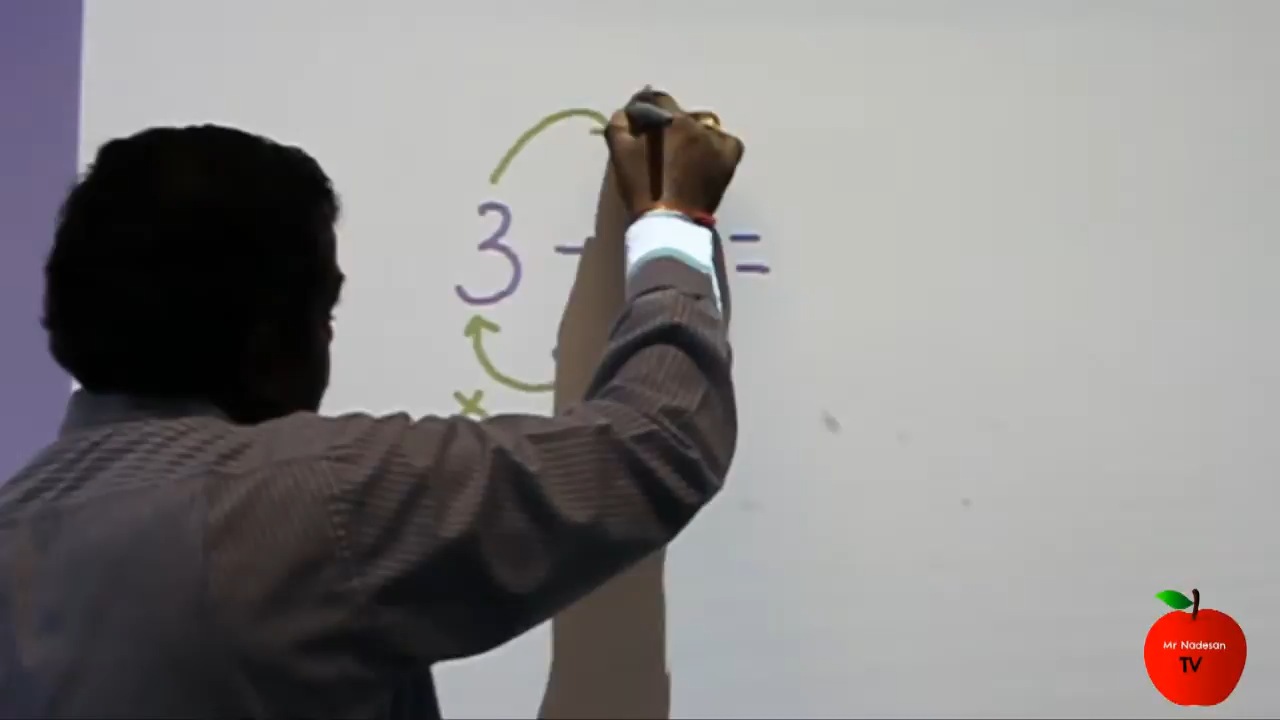 3 - =
×
Mr Nadesan
TV